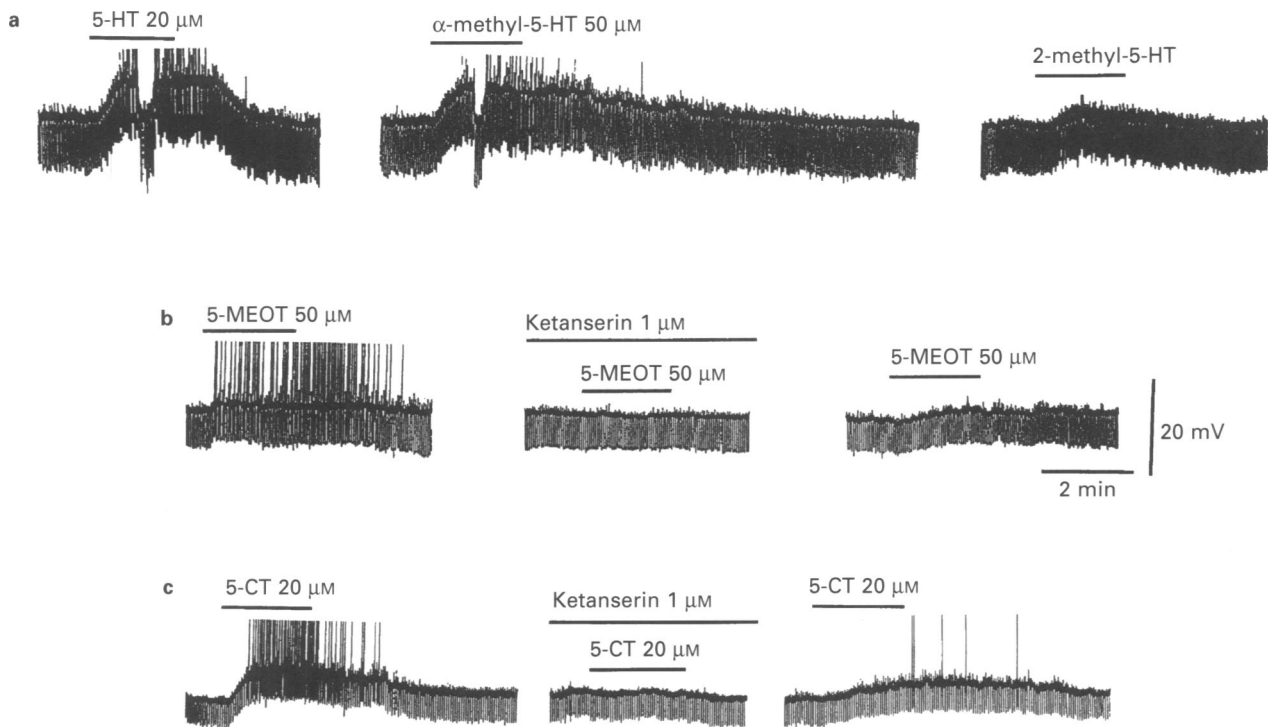 a
5-HT 20 μM
α-methyl-5-HT 50 μM
2-methyl-5-HT
b
5-MEOT 50 μM
Ketanserin 1 μM
5-MEOT 50 μM
5-MEOT 50 μM
20 mV
2 min
c
5-CT 20 μM
Ketanserin 1 μM
5-CT 20 μM
5-CT 20 μM